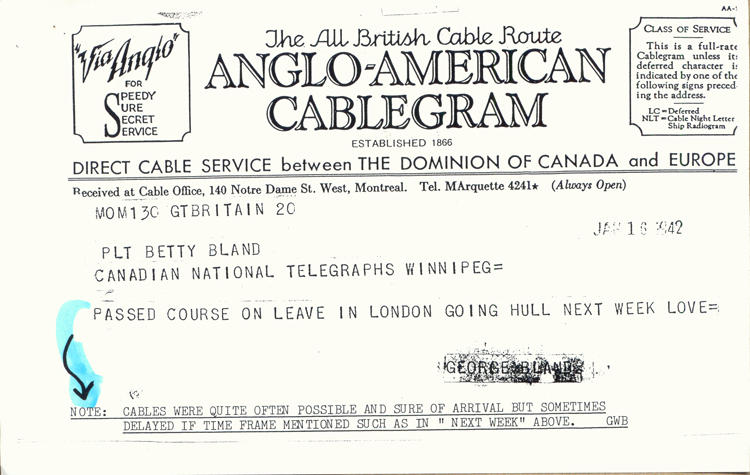 AA-
"Via Anglo"
FOR
SPEEDY
SURE
SECRET
SERVICE
The All British Cable Route
ANGLO-AMERICAN
CABLEGRAM
ESTABLISHED 1866
CLASS OF SERVICE
This is a full-rate
Cablegram unless its
deferred character is
indicated by one of the
following signs preced-
ing the address.
LC=Deferred
NLT=Cable Night Letter
Ship Radiogram
DIRECT CABLE SERVICE between THE DOMINION OF CANADA and EUROPE
Received at Cable Office, 140 Notre Dame St. West, Montreal. Tel. MArquette 4241★ (Always Open)
MOM130 GTBRITAIN 20
JAN 16 1942
PLT BETTY BLAND
CANADIAN NATIONAL TELEGRAPHS WINNIPEG=
PASSED COURSE ON LEAVE IN LONDON GOING HULL NEXT WEEK LOVE=
GEORGE BLAND
NOTE: CABLES WERE QUITE OFTEN POSSIBLE AND SURE OF ARRIVAL BUT SOMETIMES
DELAYED IF TIME FRAME MENTIONED SUCH AS IN " NEXT WEEK" ABOVE. GWB